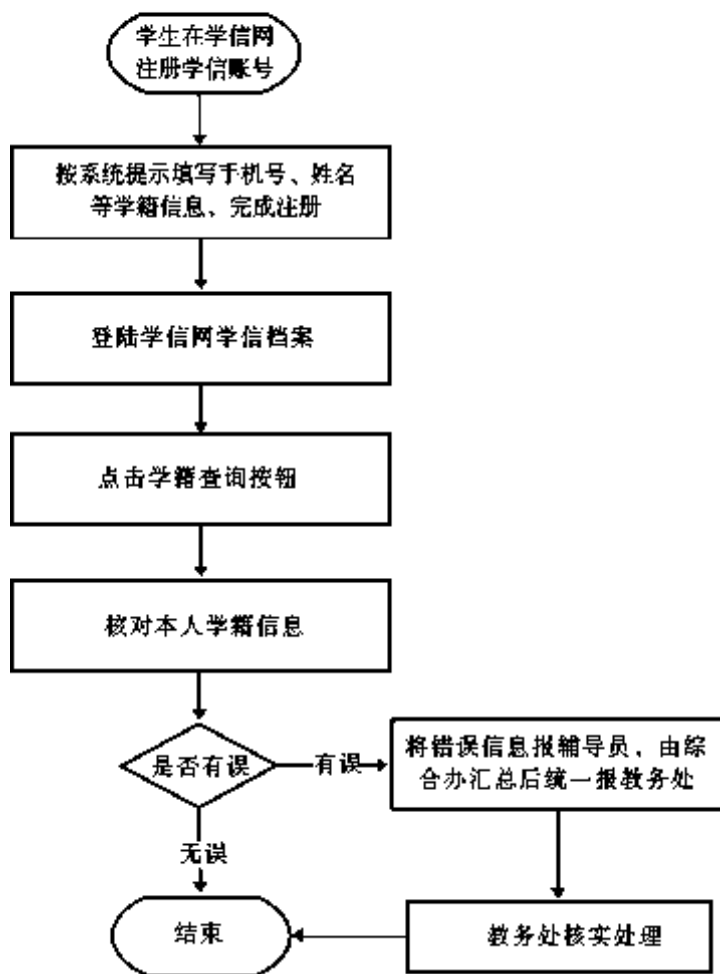 学生在学信网
注册学信账号
按系统提示填写手机号、姓名
等学籍信息、完成注册
登陆学信网学信档案
点击学籍查询按钮
核对本人学籍信息
是否有误
有误
将错误信息报辅导员、由综
合办汇总后统一报教务处
无误
结束
教务处核实处理